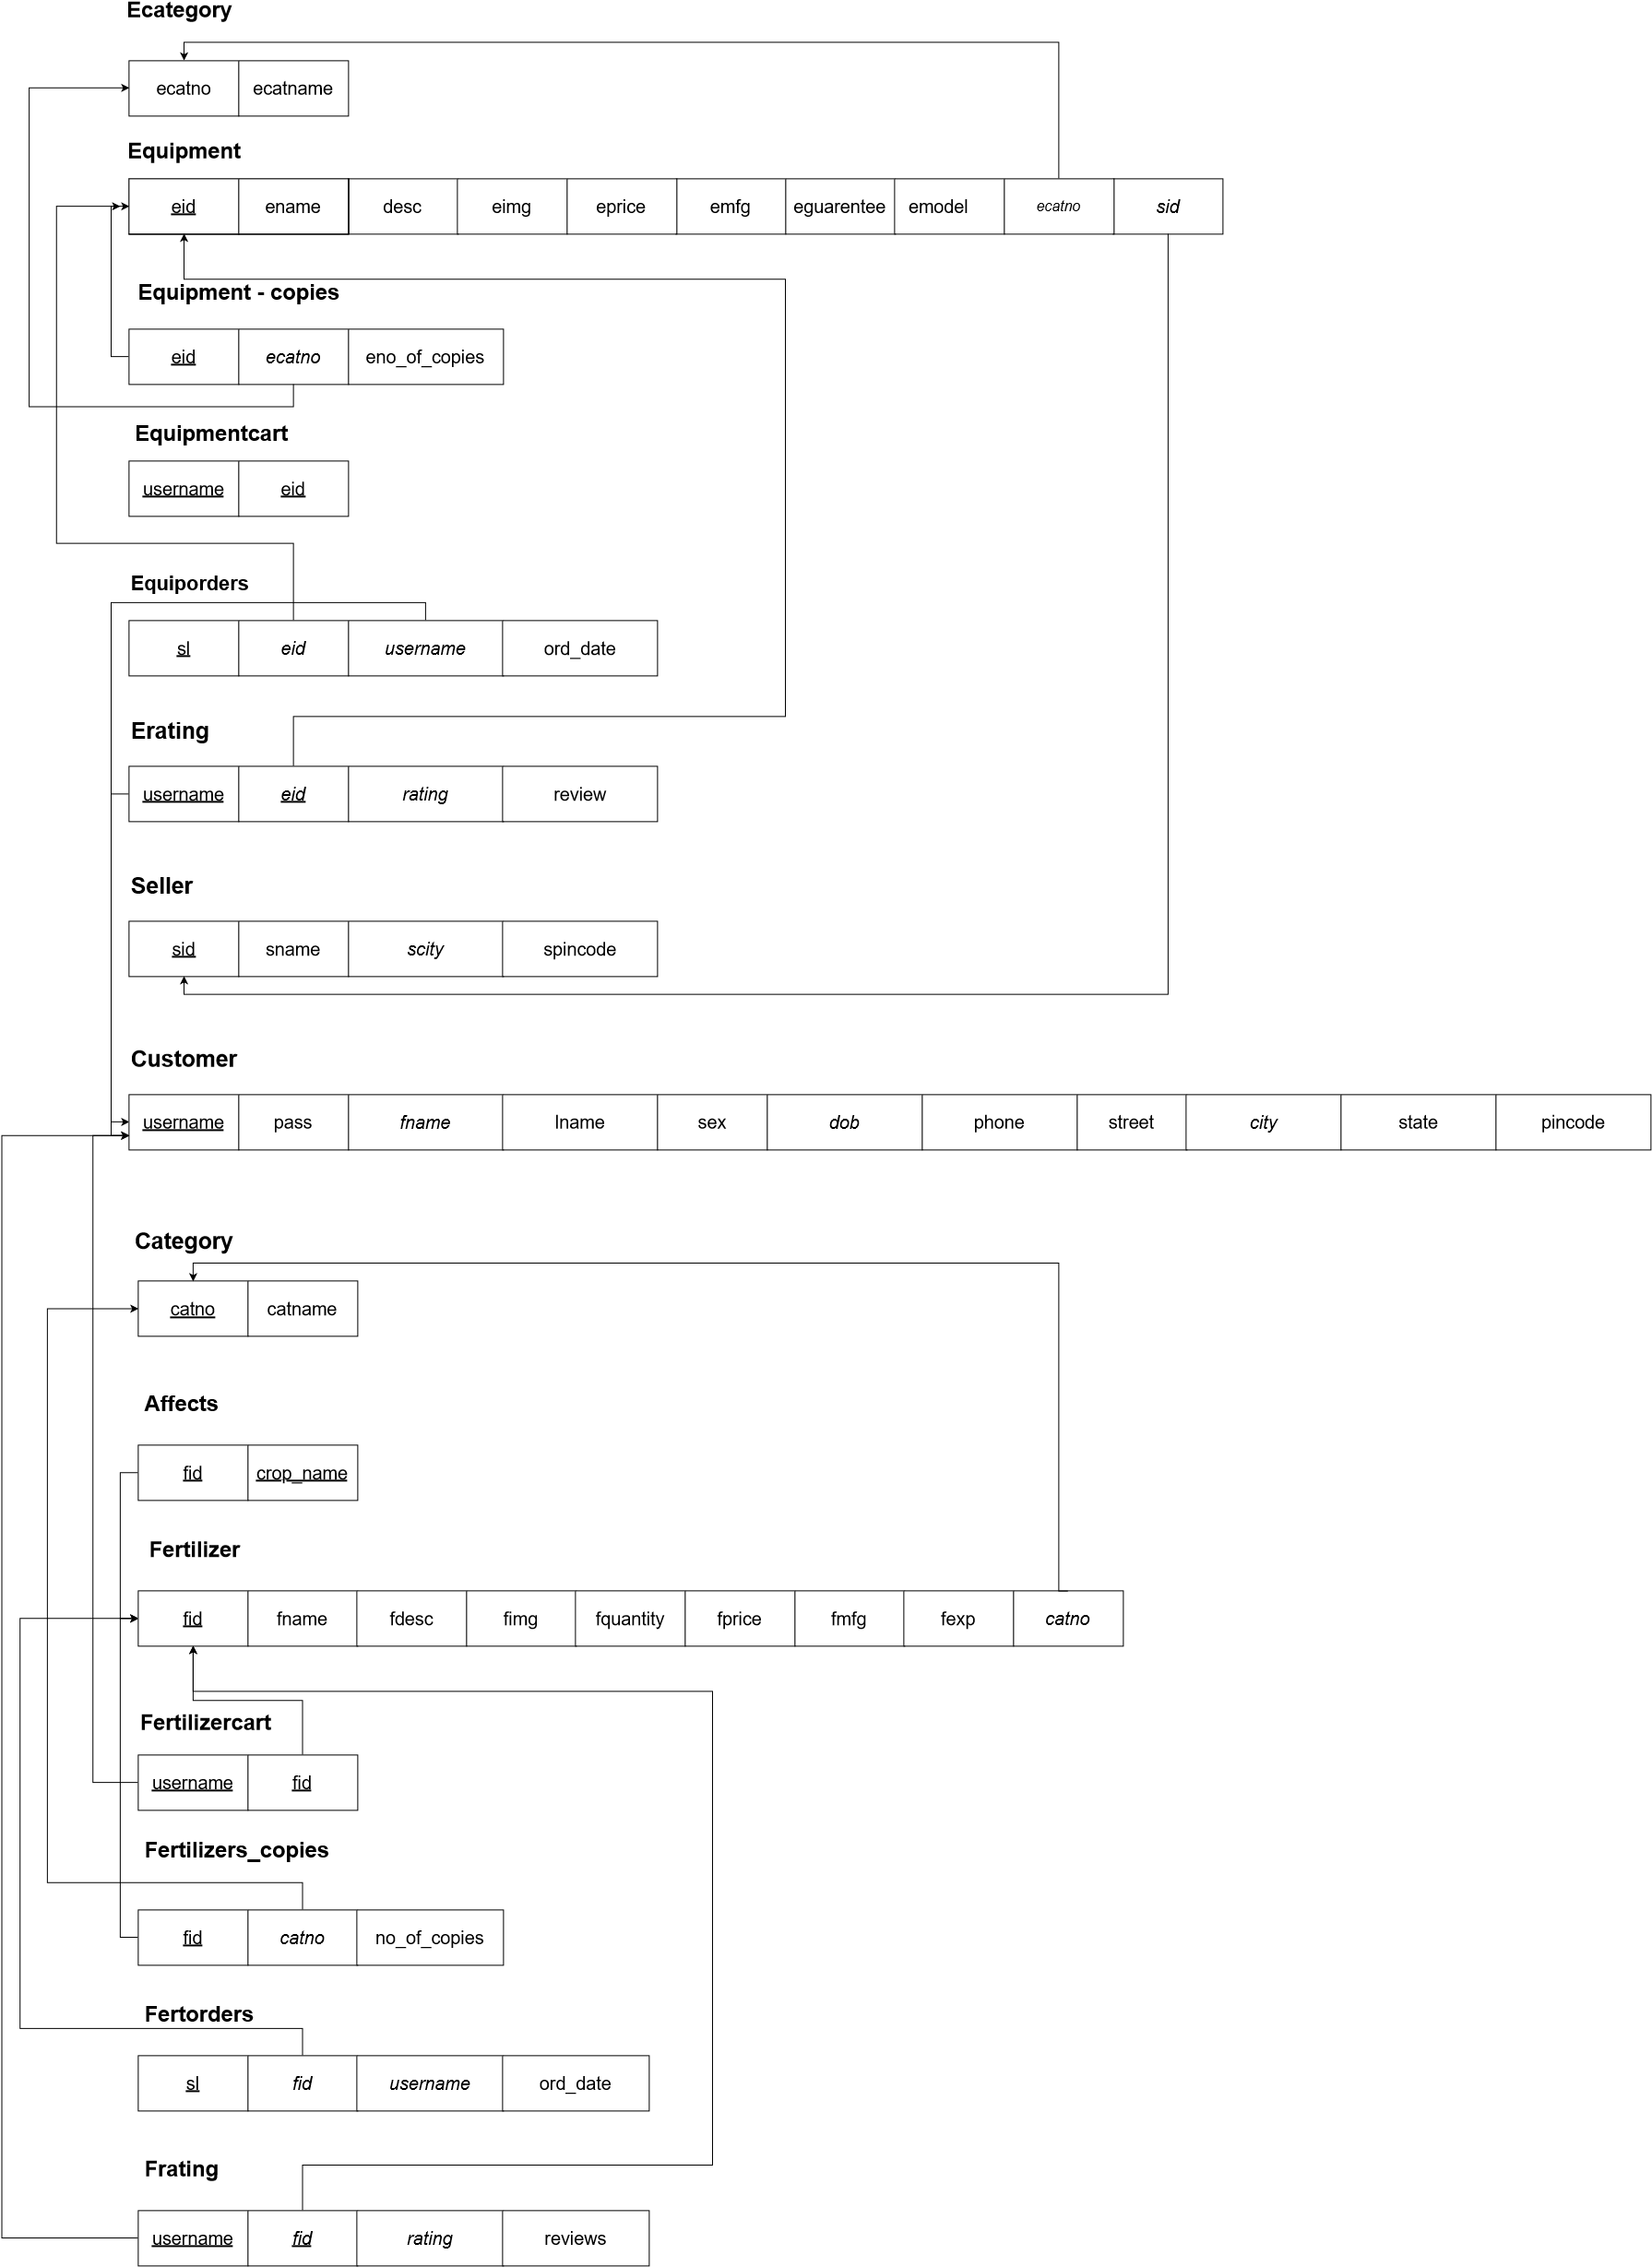 Ecategory
ecatno ecatname
Equipment
eid ename desc eimg eprice emfg eguarentee emodel ecatno sid
Equipment - copies
eid ecatno eno_of_copies
Equipmentcart
username eid
Equiporders
sl eid username ord_date
Erating
username eid rating review
Seller
sid sname scity spincode
Customer
username pass fname lname sex dob phone street city state pincode
Category
catno catname
Affects
fid crop_name
Fertilizer
fid fname fdesc fimg fquantity fprice fmfg fexp catno
Fertilizercart
username fid
Fertilizers_copies
fid catno no_of_copies
Fertorders
sl fid username ord_date
Frating
username fid rating reviews